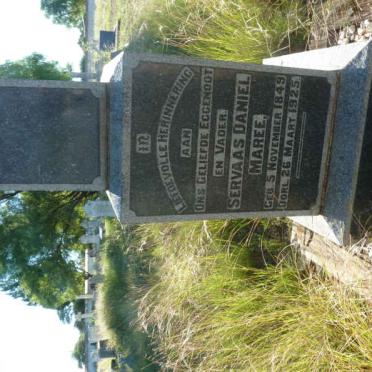 IN
LIEFDEVOLLE HERINNERING
AAN
ONS GELIEFDE EGGENOOT
EN VADER
SERVAAS DANIEL
MAREE.
GEB. 5 NOVEMBER 1849
OORL. 26 MAART 1925